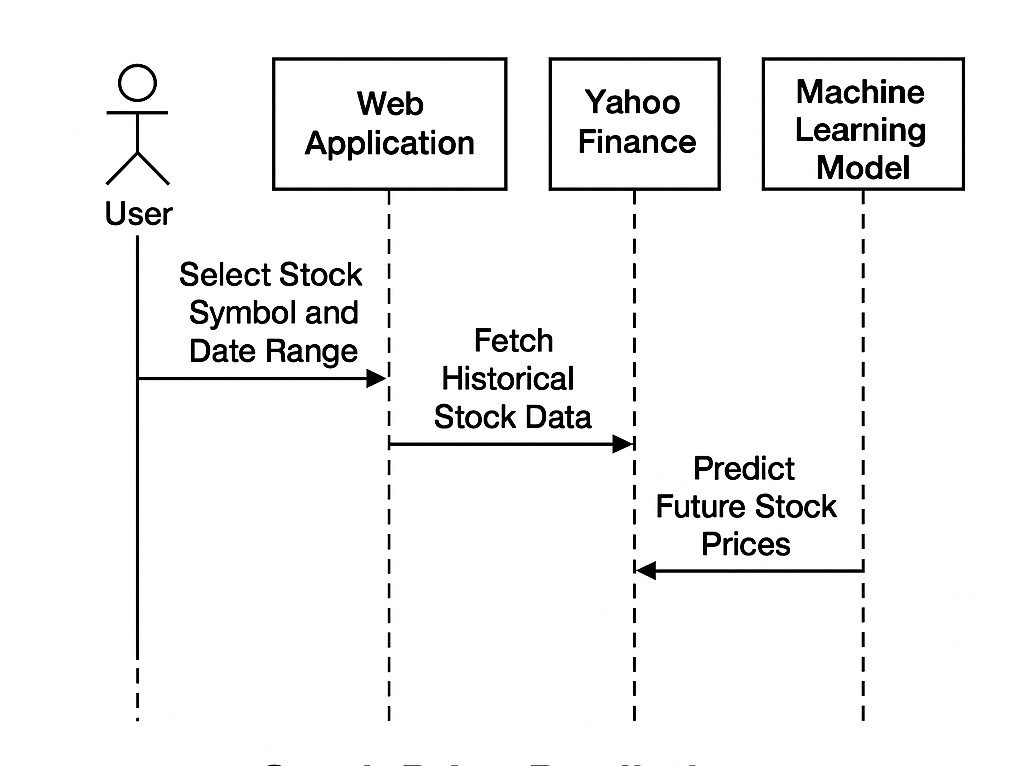 Web
Application
Yahoo
Finance
Machine
Learning
Model
User
Select Stock
Symbol and
Date Range
Fetch
Historical
Stock Data
Predict
Future Stock
Prices